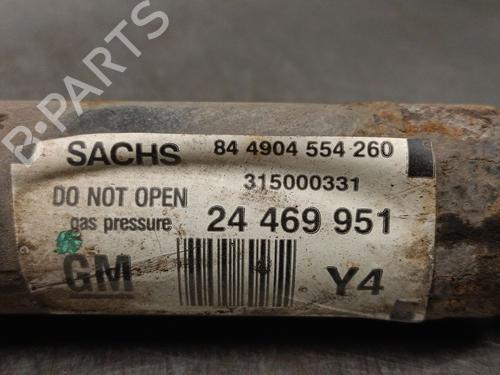 B-PARTS
SACHS 84 4904 554 260
DO NOT OPEN 315000331
gas pressure 24 469 951
GM Y4